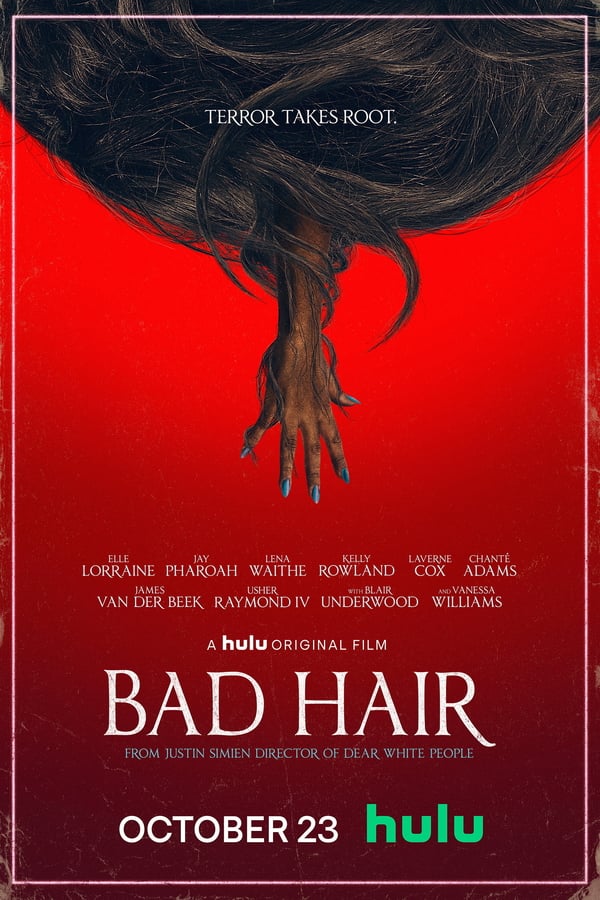 TERROR TAKES ROOT.
ELLE LORRAINE JAY PHAROAH LENA WAITHE KELLY ROWLAND LAVERNE COX CHANTÉ ADAMS
JAMES VAN DER BEEK USHER RAYMOND IV WITH BLAIR UNDERWOOD AND VANESSA WILLIAMS
A hulu ORIGINAL FILM
BAD HAIR
FROM JUSTIN SIMIEN DIRECTOR OF DEAR WHITE PEOPLE
OCTOBER 23 hulu